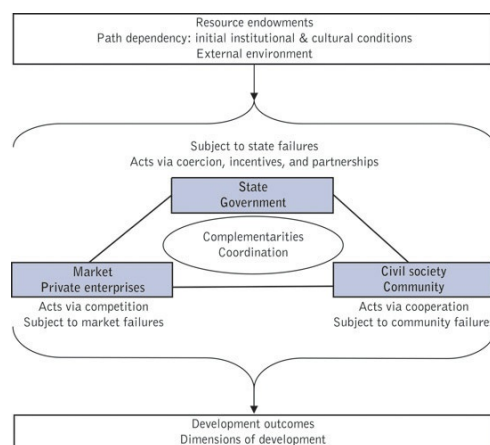 Resource endowments
Path dependency: initial institutional & cultural conditions
External environment
Subject to state failures
Acts via coercion, incentives, and partnerships
State
Government
Complementarities
Coordination
Market
Private enterprises
Civil society
Community
Acts via competition
Subject to market failures
Acts via cooperation
Subject to community failure
Development outcomes
Dimensions of development